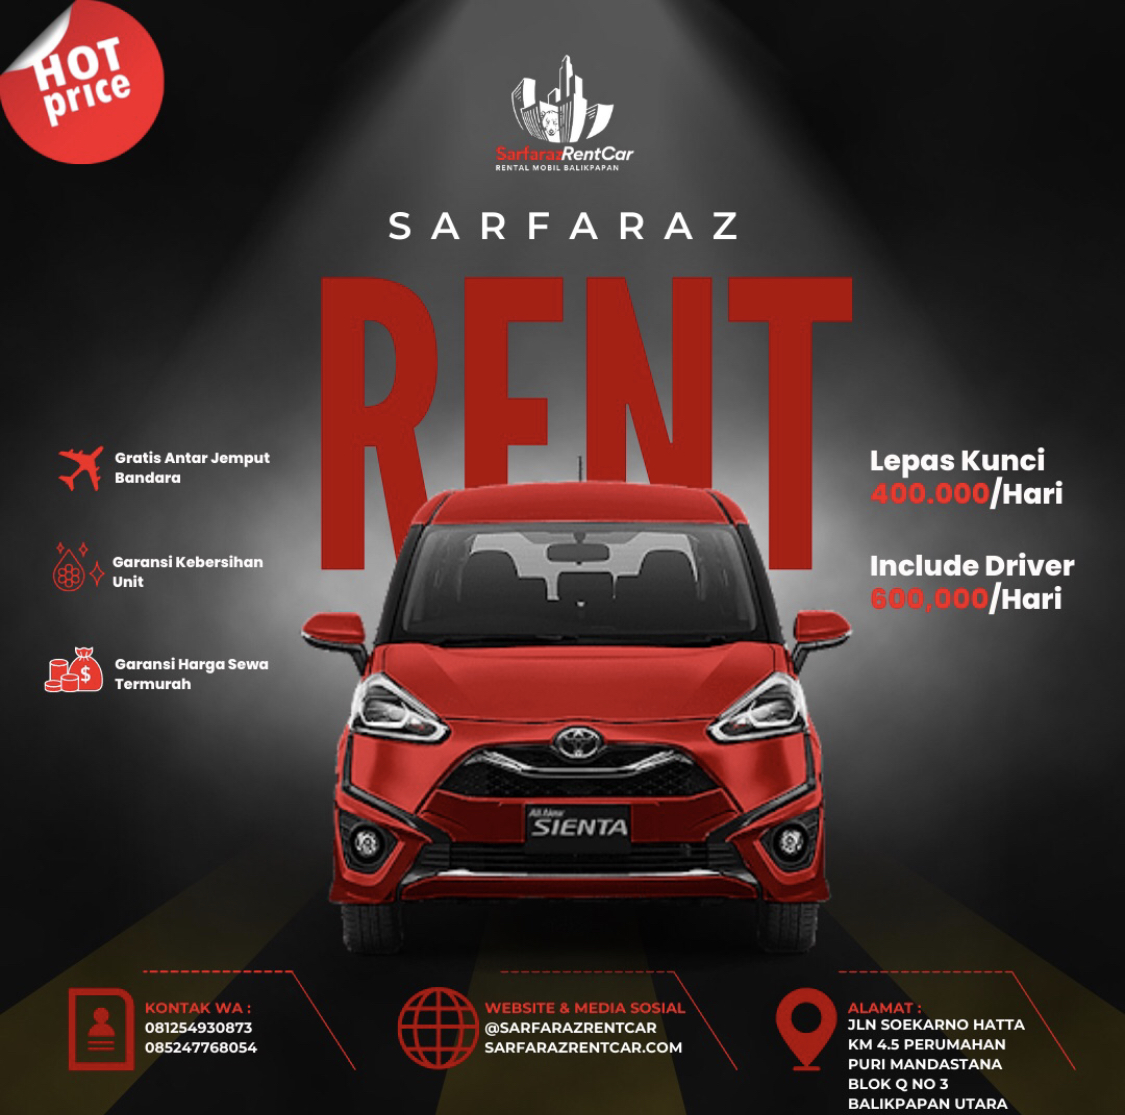 HOT
price
SarfarazRentCar
RENTAL MOBIL BALIKPAPAN
SARFARAZ
RENT
Gratis Antar Jemput
Bandara
Garansi Kebersihan
Unit
Garansi Harga Sewa
Termurah
Lepas Kunci
400.000/Hari
Include Driver
600,000/Hari
$
All New
SIENTA
KONTAK WA :
081254930873
085247768054
WEBSITE & MEDIA SOSIAL
@SARFARAZRENTCAR
SARFARAZRENTCAR.COM
ALAMAT :
JLN SOEKARNO HATTA
KM 4.5 PERUMAHAN
PURI MANDASTANA
BLOK Q NO 3
BALIKPAPAN UTARA